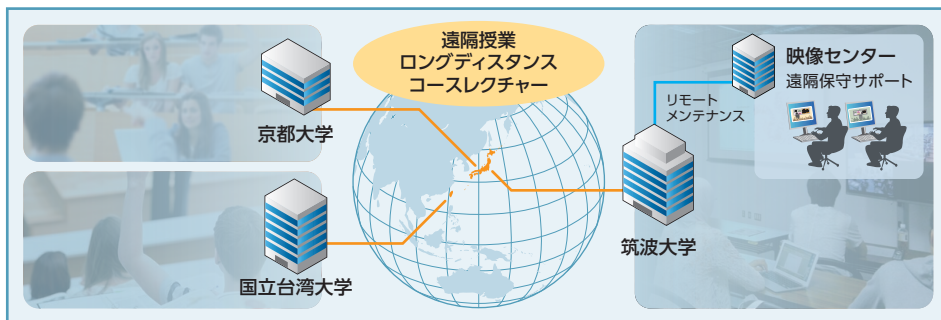 遠隔授業
ロングディスタンス
コースレクチャー
京都大学
国立台湾大学
リモート
メンテナンス
映像センター
遠隔保守サポート
筑波大学